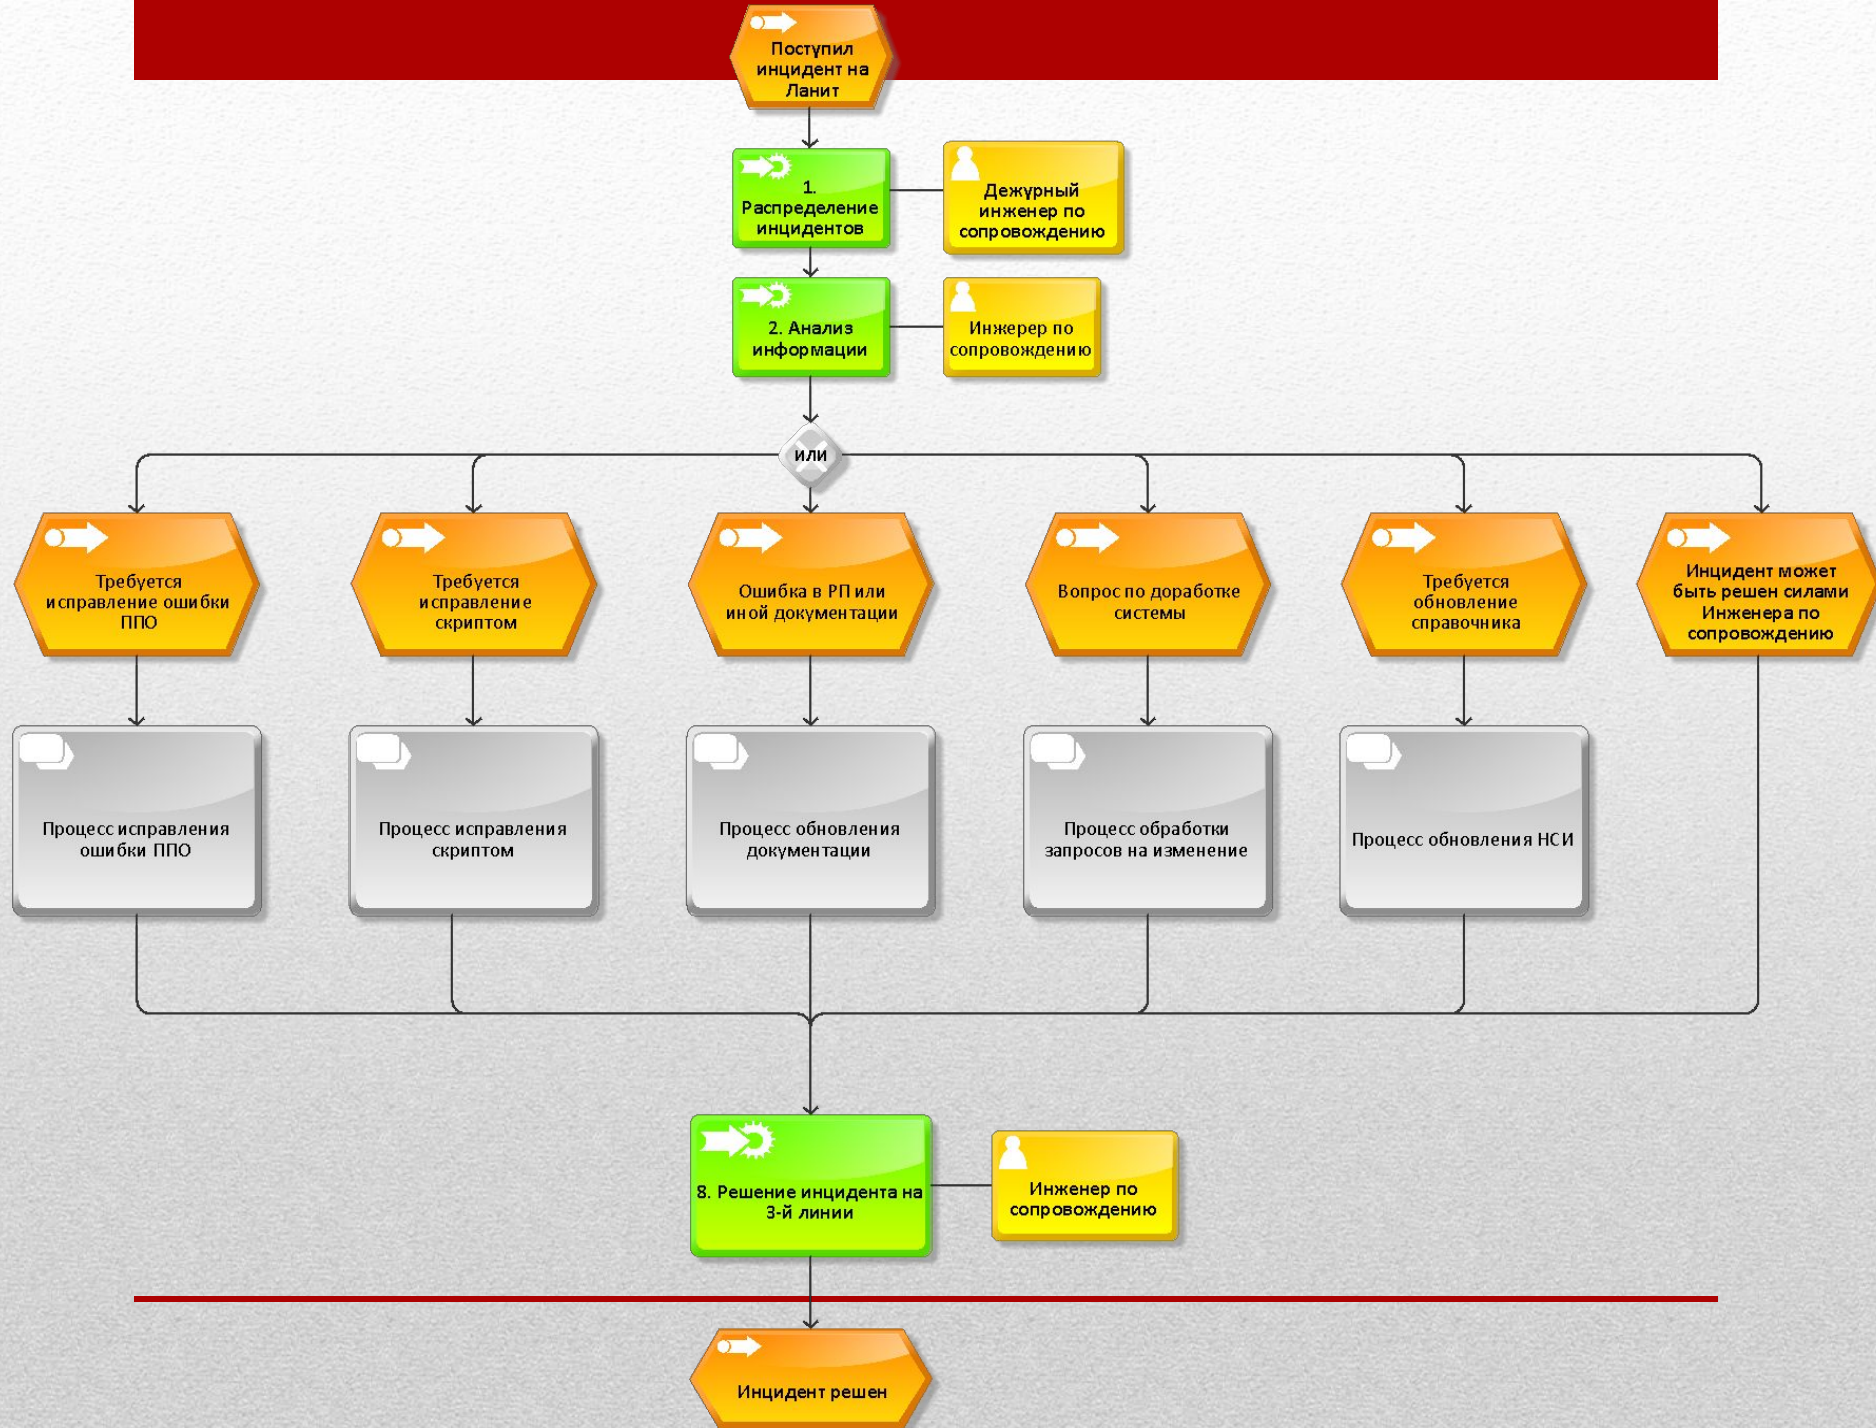 Поступил
инцидент на
Ланит
1.
Распределение
инцидентов
Дежурный
инженер по
сопровождению
2. Анализ
информации
Инжерер по
сопровождению
или
Требуется
исправление ошибки
ППО
Требуется
исправление
скриптом
Ошибка в РП или
иной документации
Вопрос по доработке
системы
Требуется
обновление
справочника
Инцидент может
быть решен силами
Инженера по
сопровождению
Процесс исправления
ошибки ППО
Процесс исправления
скриптом
Процесс обновления
документации
Процесс обработки
запросов на изменение
Процесс обновления НСИ
8. Решение инцидента на
3-й линии
Инженер по
сопровождению
Инцидент решен